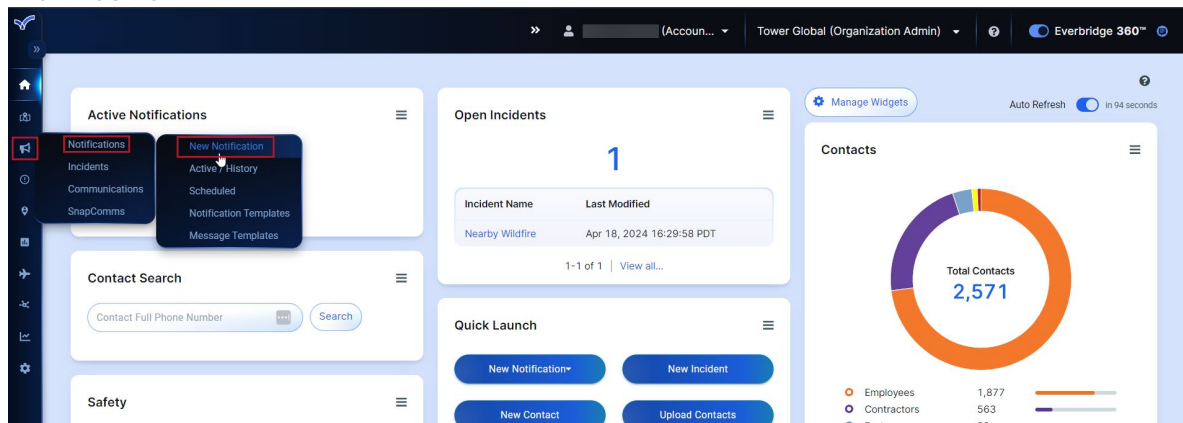 (Accoun...
Tower Global (Organization Admin)
Everbridge 360™
Manage Widgets
Auto Refresh
in 94 seconds
Active Notifications
Notifications
Incidents
Communications
SnapComms
New Notification
Active / History
Scheduled
Notification Templates
Message Templates
Contact Search
Contact Full Phone Number
Search
Safety
Open Incidents
1
Incident Name Last Modified
Nearby Wildfire Apr 18, 2024 16:29:58 PDT
1-1 of 1 | View all...
Quick Launch
New Notification
New Incident
New Contact
Upload Contacts
Contacts
Total Contacts
2,571
Employees 1,877
Contractors 563